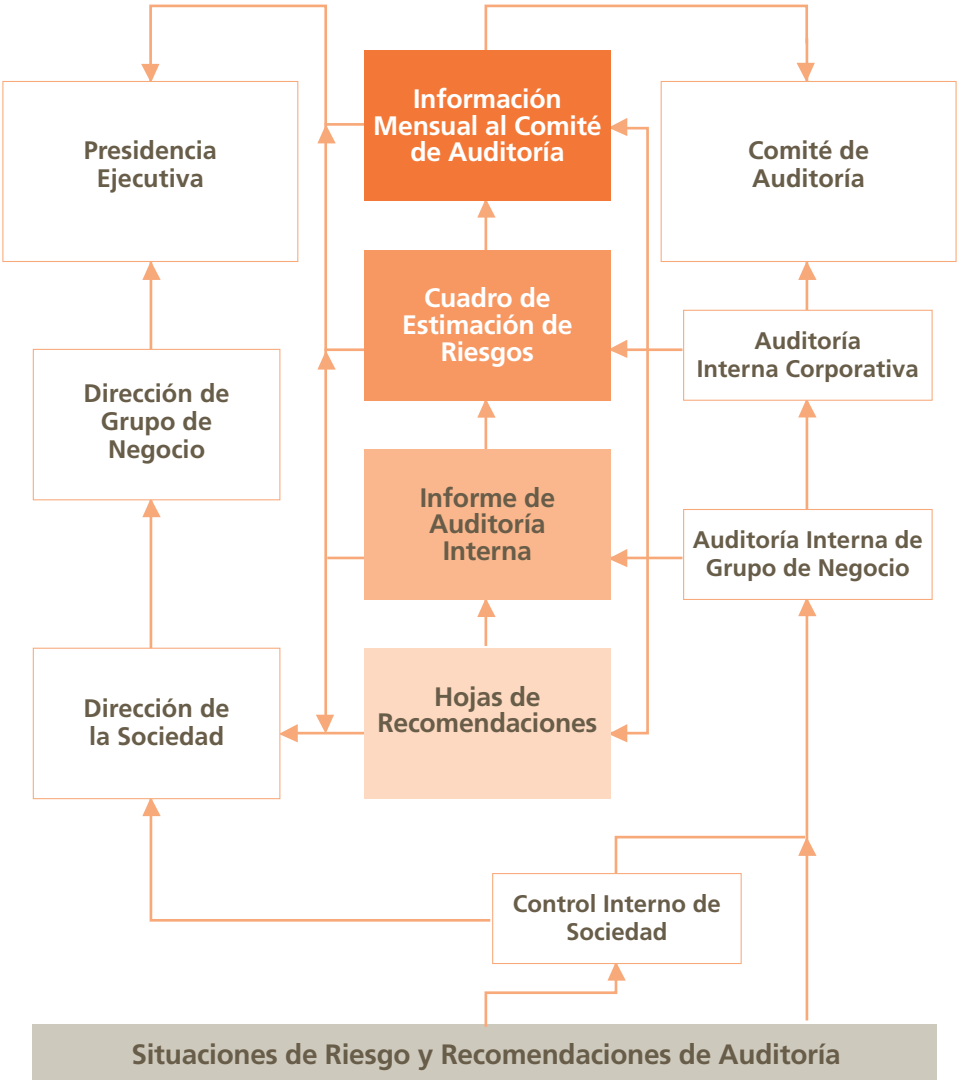 Información
Mensual al Comité
de Auditoría
Presidencia
Ejecutiva
Comité de
Auditoría
Cuadro de
Estimación de
Riesgos
Auditoría
Interna Corporativa
Dirección de
Grupo de
Negocio
Informe de
Auditoría
Interna
Auditoría Interna de
Grupo de Negocio
Dirección de
la Sociedad
Hojas de
Recomendaciones
Control Interno de
Sociedad
Situaciones de Riesgo y Recomendaciones de Auditoría